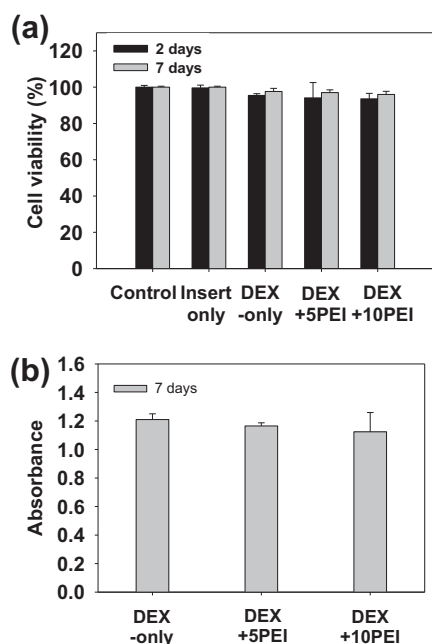 (a)
2 days
7 days
Cell viability (%)
120
100
80
60
40
20
0
Control Insert DEX DEX DEX
only -only +5PEI +10PEI
(b)
7 days
Absorbance
1.6
1.4
1.2
1.0
0.8
0.6
0.4
0.2
0.0
DEX DEX DEX
-only +5PEI +10PEI